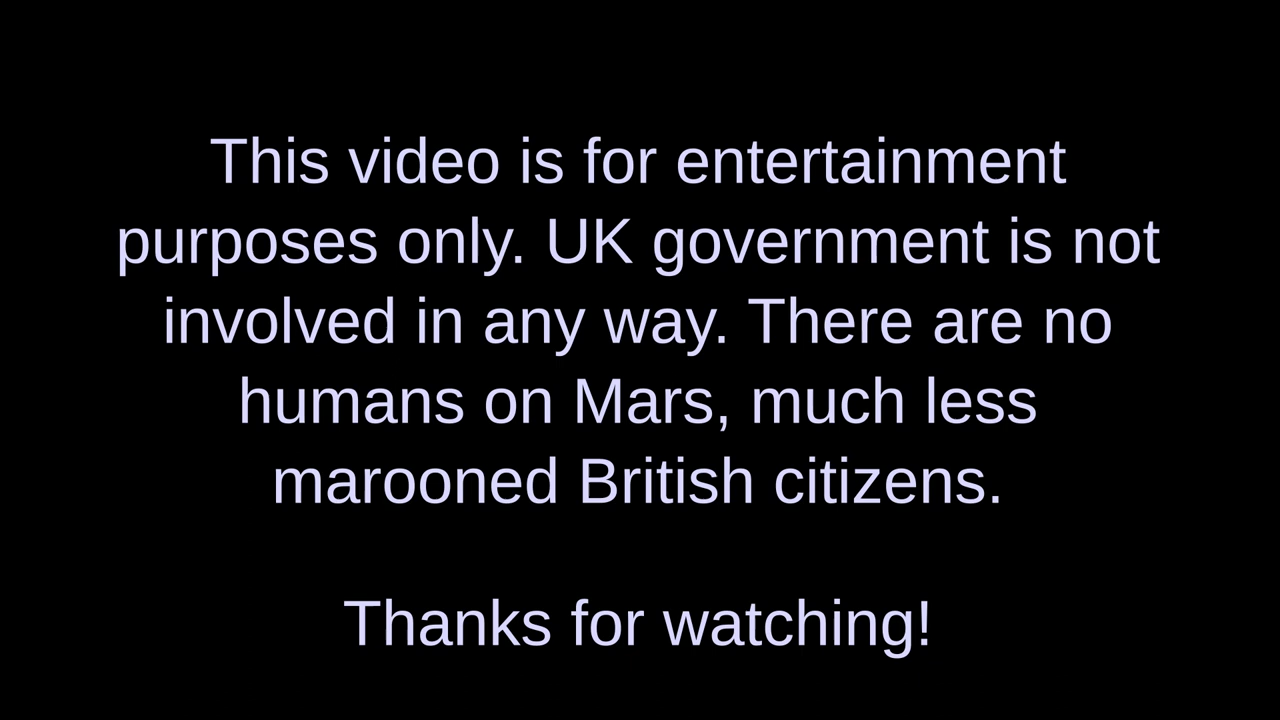 This video is for entertainment
purposes only. UK government is not
involved in any way. There are no
humans on Mars, much less
marooned British citizens.
Thanks for watching!